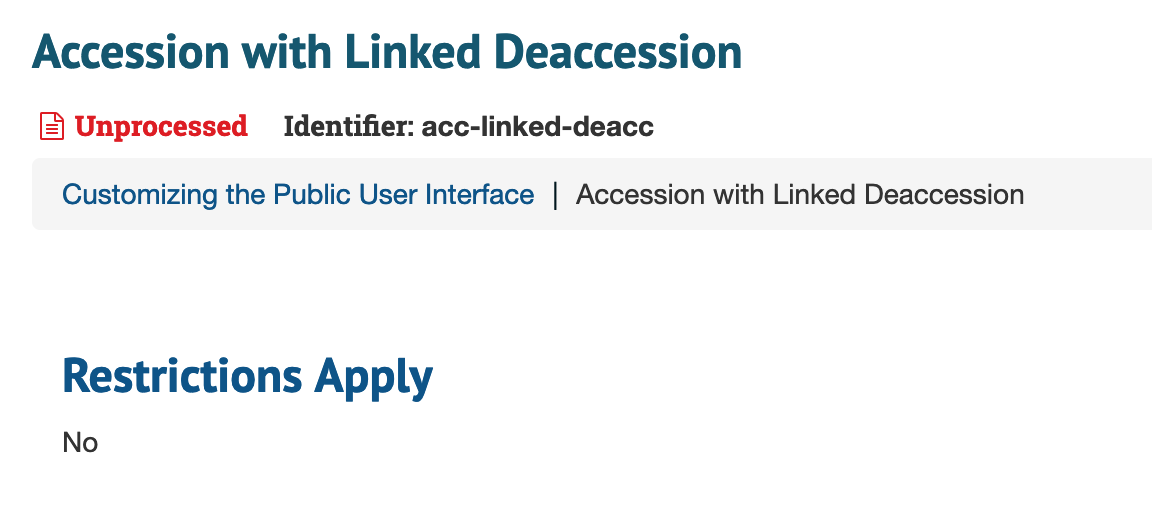 Accession with Linked Deaccession
Unprocessed Identifier: acc-linked-deacc
Customizing the Public User Interface | Accession with Linked Deaccession
Restrictions Apply
No